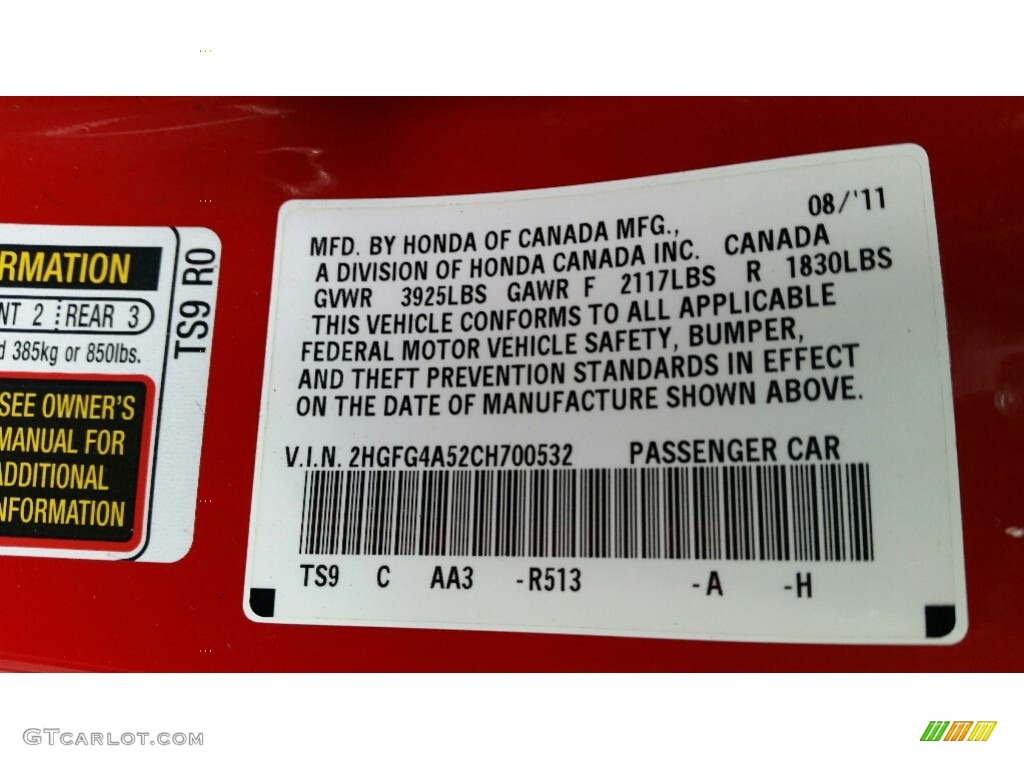 RMATION
NT 2 REAR 3
d 385kg or 850lbs.
SEE OWNER'S
MANUAL FOR
ADDITIONAL
INFORMATION
TS9 R0
08/'11
MFD. BY HONDA OF CANADA MFG.,
A DIVISION OF HONDA CANADA INC. CANADA
GVWR 3925LBS GAWR F 2117LBS R 1830LBS
THIS VEHICLE CONFORMS TO ALL APPLICABLE
FEDERAL MOTOR VEHICLE SAFETY, BUMPER,
AND THEFT PREVENTION STANDARDS IN EFFECT
ON THE DATE OF MANUFACTURE SHOWN ABOVE.
V.I.N. 2HGFG4A52CH700532 PASSENGER CAR
TS9 C AA3 -R513 -A -H
GTCARLOT.COM